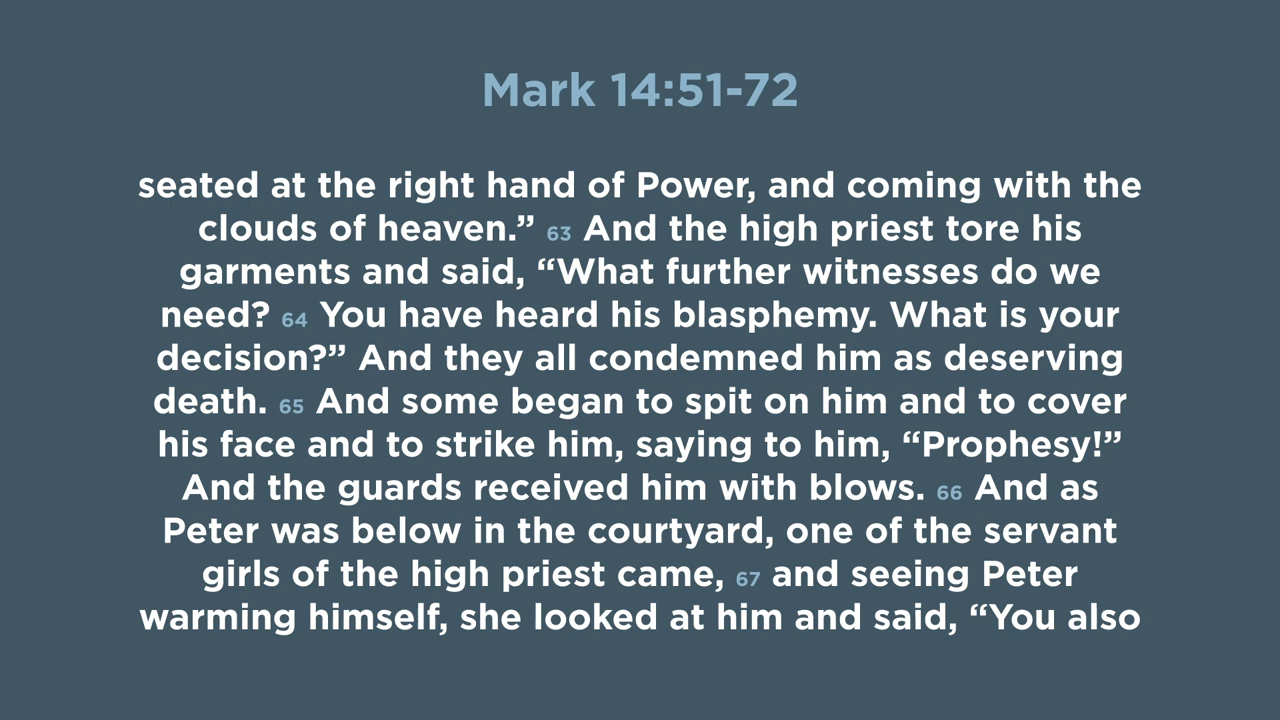 Mark 14:51-72
seated at the right hand of Power, and coming with the
clouds of heaven.” 63 And the high priest tore his
garments and said, “What further witnesses do we
need? 64 You have heard his blasphemy. What is your
decision?” And they all condemned him as deserving
death. 65 And some began to spit on him and to cover
his face and to strike him, saying to him, “Prophesy!”
And the guards received him with blows. 66 And as
Peter was below in the courtyard, one of the servant
girls of the high priest came, 67 and seeing Peter
warming himself, she looked at him and said, “You also